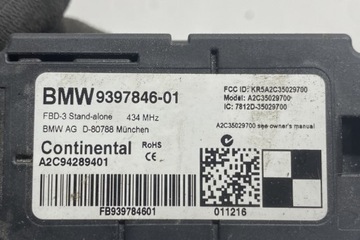 BMW 9397846-01
FBD-3 Stand-alone 434 MHz
BMW AG D-80788 München
Continental RoHS
A2C94289401
FCC ID: KR5A2C35029700
Model: A2C35029700
IC: 7812D-35029700
A2C35029700 see owner's manual
FB939784601
011216